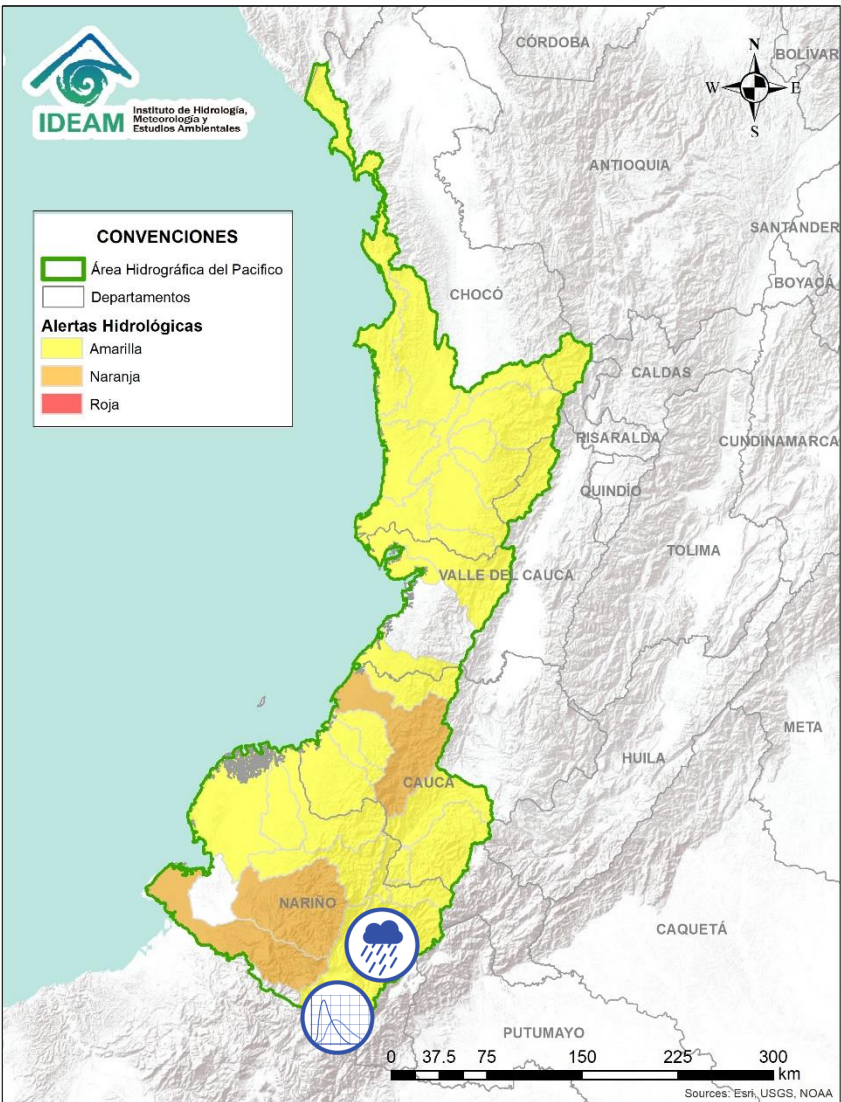 IDEAM
Instituto de Hidrología,
Meteorología y
Estudios Ambientales
CÓRDOBA
N
BOLÍVAR
W
E
S
ANTIOQUIA
CONVENCIONES
Área Hidrográfica del Pacifico
Departamentos
Alertas Hidrológicas
Amarilla
Naranja
Roja
SANTANDER
BOYACÁ
CHOCÓ
CALDAS
RISARALDA
CUNDINAMARCA
QUINDÍO
TOLIMA
VALLE DEL CAUCA
META
HUILA
CAUCA
NARIÑO
CAQUETÁ
PUTUMAYO
0 37.5 75 150 225 300
km
Sources: Esri, USGS, NOAA